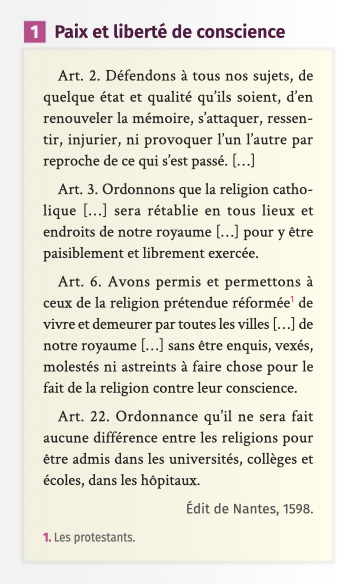 1 Paix et liberté de conscience
Art. 2. Défendons à tous nos sujets, de
quelque état et qualité qu'ils soient, d'en
renouveler la mémoire, s'attaquer, ressen-
tir, injurier, ni provoquer l'un l'autre par
reproche de ce qui s'est passé. […]
Art. 3. Ordonnons que la religion catho-
lique […] sera rétablie en tous lieux et
endroits de notre royaume […] pour y être
paisiblement et librement exercée.
Art. 6. Avons permis et permettons à
ceux de la religion prétendue réformée¹ de
vivre et demeurer par toutes les villes […] de
notre royaume […] sans être enquis, vexés,
molestés ni astreints à faire chose pour le
fait de la religion contre leur conscience.
Art. 22. Ordonnance qu'il ne sera fait
aucune différence entre les religions pour
être admis dans les universités, collèges et
écoles, dans les hôpitaux.
Édit de Nantes, 1598.
1. Les protestants.